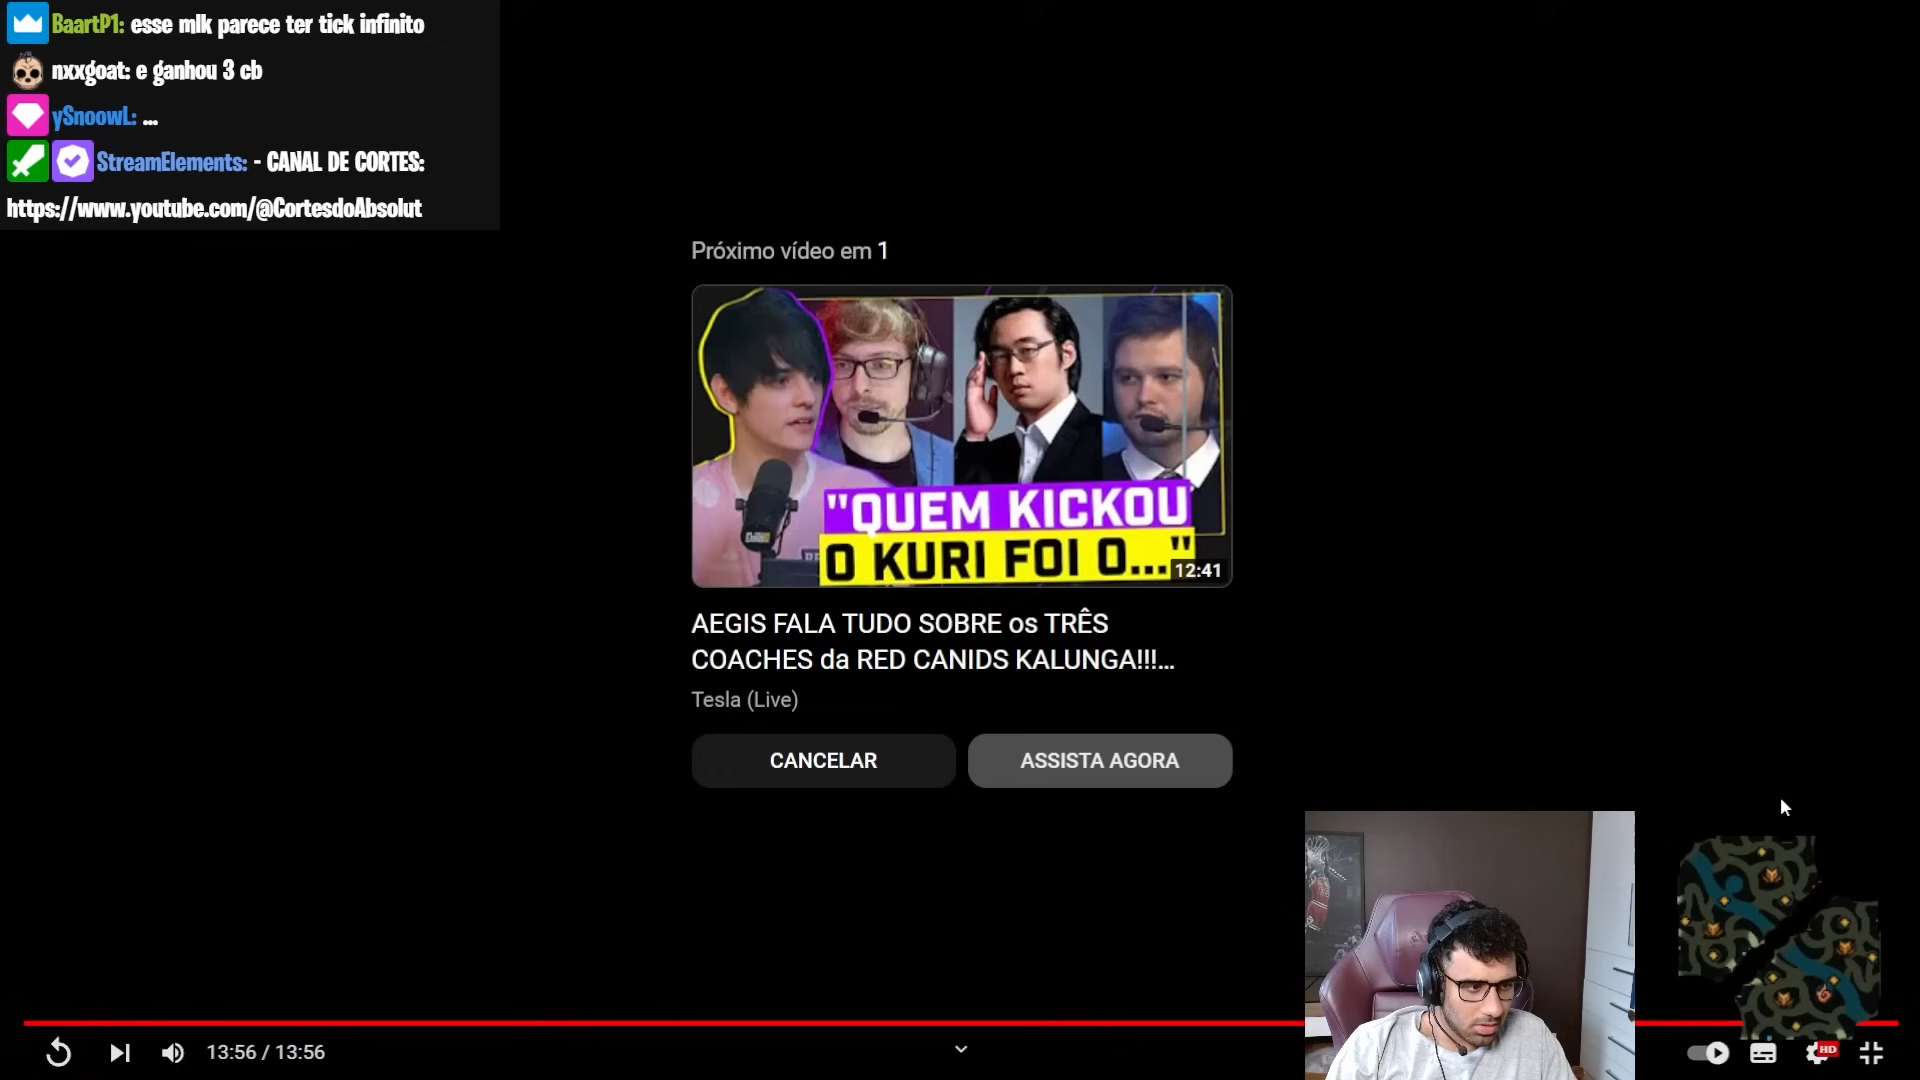 BaartP1: esse mlk parece ter tick infinito
nxxgoat: e ganhou 3 cb
ySnoowL: ...
StreamElements: - CANAL DE CORTES:
https://www.youtube.com/@CortesdoAbsolut
Próximo vídeo em 1
"QUEM KICKOU
O KURI FOI O..."
12:41
AEGIS FALA TUDO SOBRE os TRÊS
COACHES da RED CANIDS KALUNGA!!!...
Tesla (Live)
CANCELAR
ASSISTA AGORA
13:56 / 13:56
HD